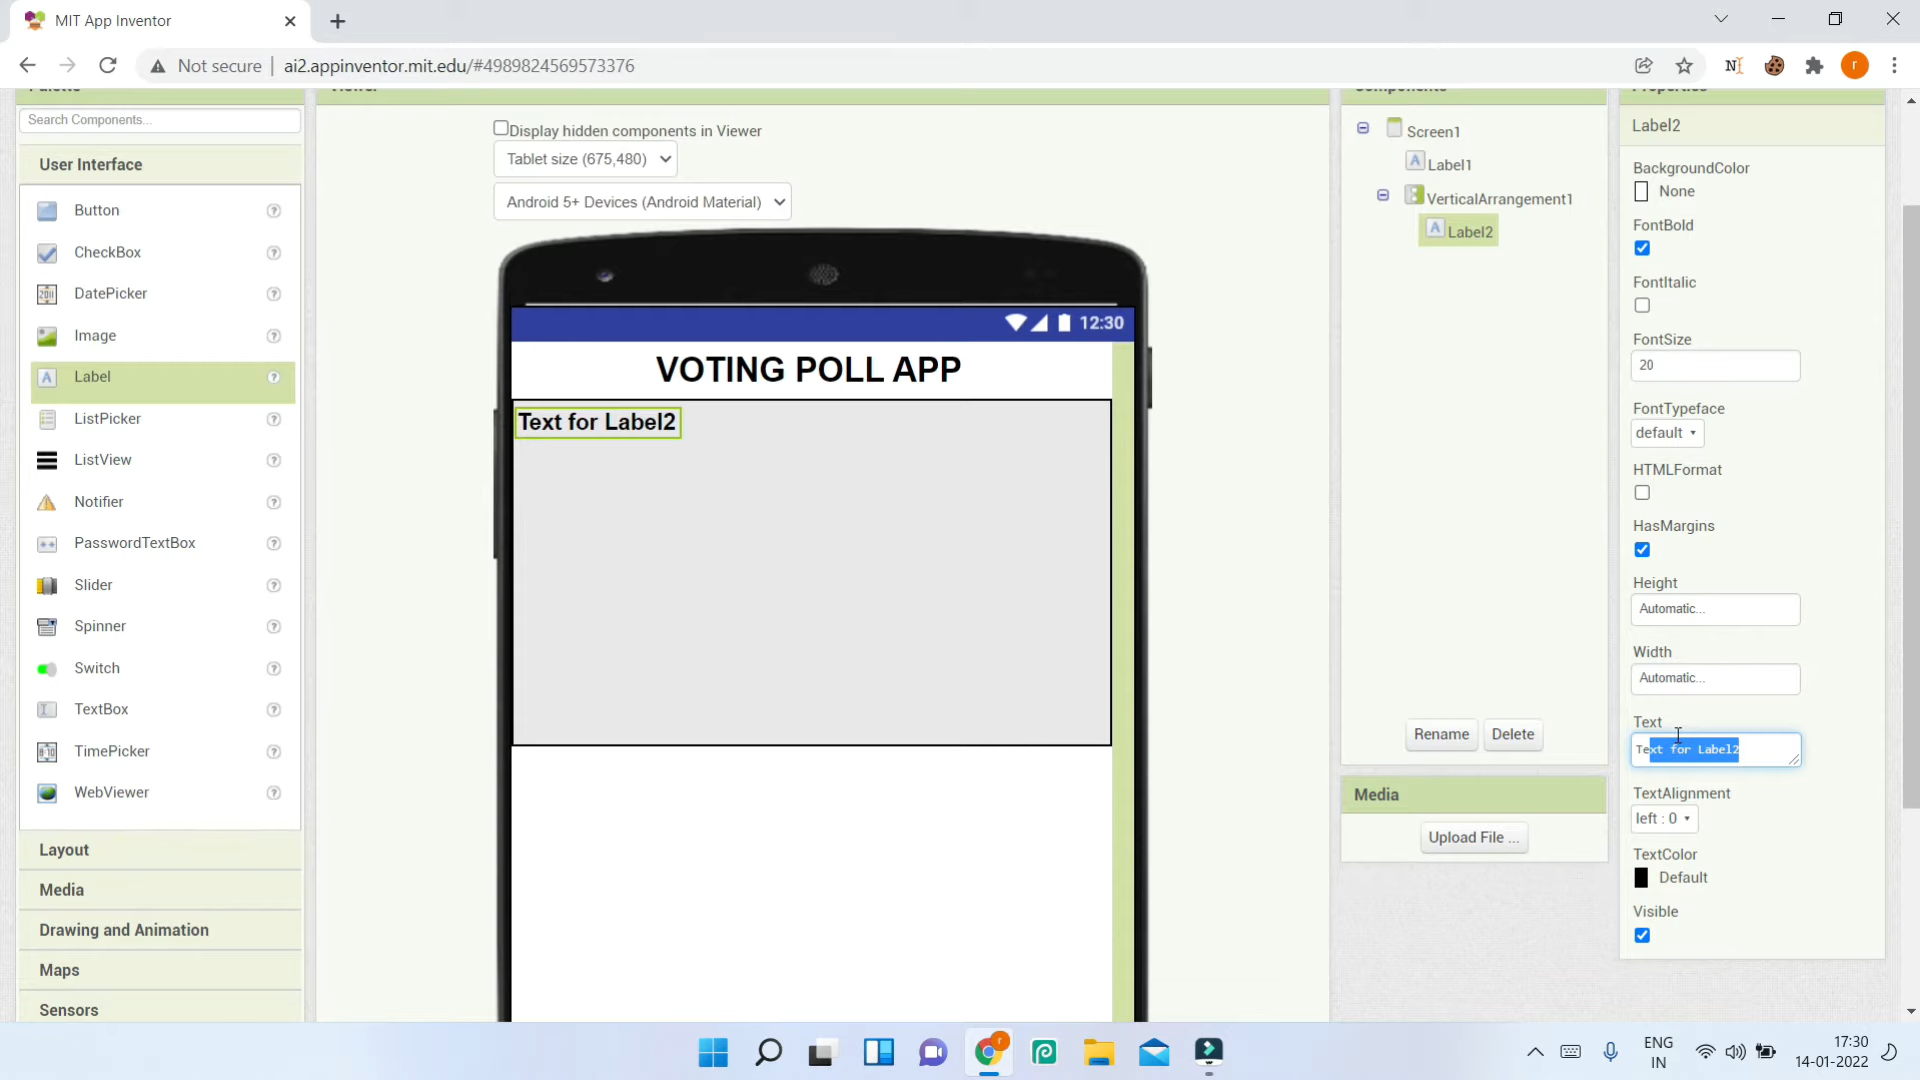 MIT App Inventor
Not secure
ai2.appinventor.mit.edu/#4989824569573376
r
Palette
Search Components...
User Interface
Button
CheckBox
DatePicker
Image
Label
ListPicker
ListView
Notifier
PasswordTextBox
Slider
Spinner
Switch
TextBox
TimePicker
WebViewer
Layout
Media
Drawing and Animation
Maps
Sensors
Viewer
Display hidden components in Viewer
Tablet size (675,480)
Android 5+ Devices (Android Material)
12:30
VOTING POLL APP
Text for Label2
Components
Screen1
Label1
VerticalArrangement1
Label2
Rename
Delete
Media
Upload File ...
Properties
Label2
BackgroundColor
None
FontBold
FontItalic
FontSize
20
FontTypeface
default
HTMLFormat
HasMargins
Height
Automatic...
Width
Automatic...
Text
Text for Label2
TextAlignment
left : 0
TextColor
Default
Visible
ENG
IN
17:30
14-01-2022